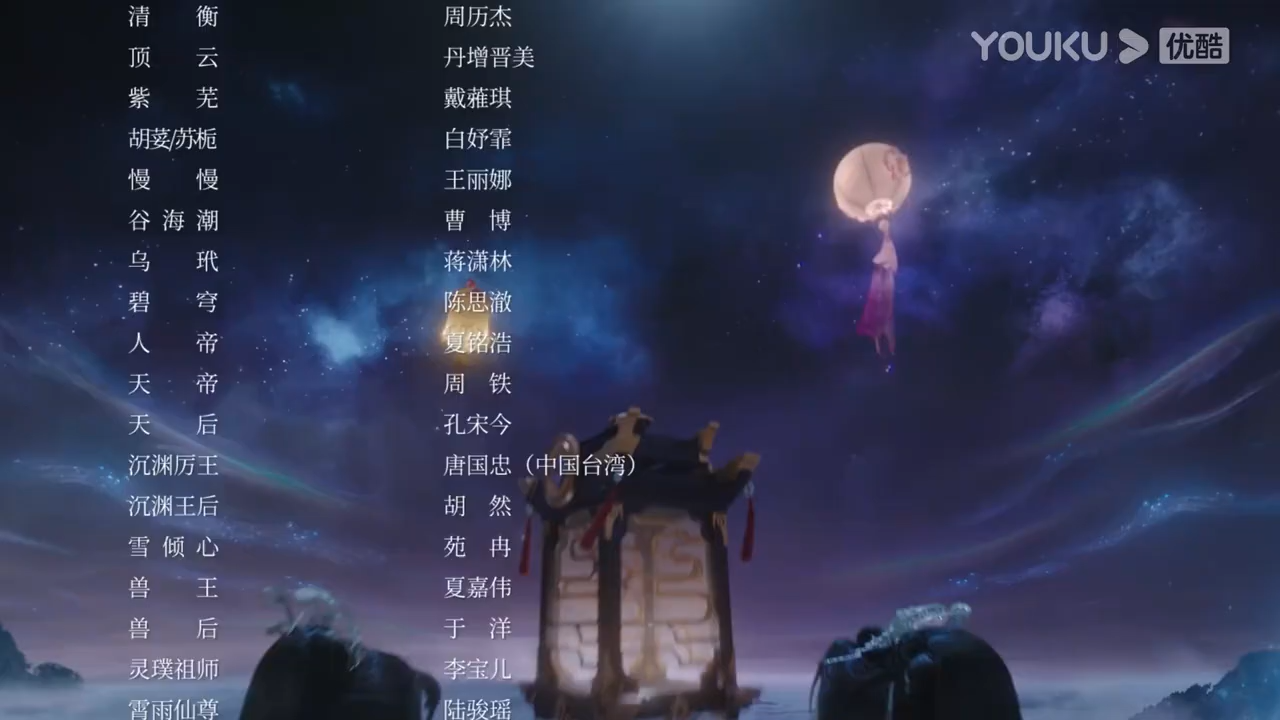 YOUKU 优酷
清衡 周历杰
顶云 丹增晋美
紫芜 戴蕥琪
胡荽/苏栀 白妤霏
慢慢 王丽娜
谷海潮 曹博
乌玳 蒋潇林
碧穹 陈思澈
人帝 夏铭浩
天帝 周铁
天后 孔宋今
沉渊厉王 唐国忠（中国台湾）
沉渊王后 胡然
雪倾心 苑冉
兽王 夏嘉伟
兽后 于洋
灵璞祖师 李宝儿
霄雨仙尊 陆骏瑶